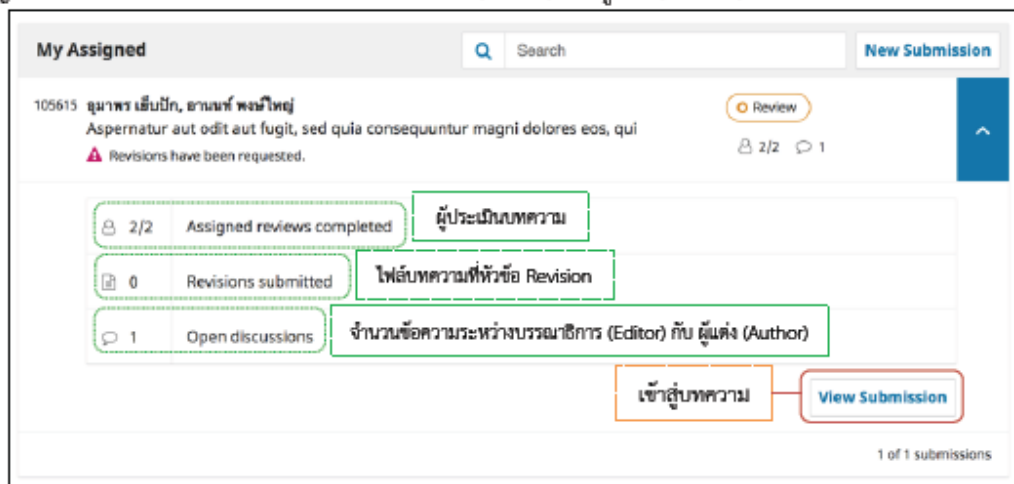 My Assigned
Search
New Submission
105615 อุมาพร เย็บปัก, อานนท์ พงษ์ใหญ่
Review
Aspernatur aut odit aut fugit, sed quia consequuntur magni dolores eos, qui
2/2 1
Revisions have been requested.
2/2 Assigned reviews completed
ผู้ประเมินบทความ
0 Revisions submitted
ไฟล์บทความที่หัวข้อ Revision
1 Open discussions
จำนวนข้อความระหว่างบรรณาธิการ (Editor) กับ ผู้แต่ง (Author)
เข้าสู่บทความ
View Submission
1 of 1 submissions